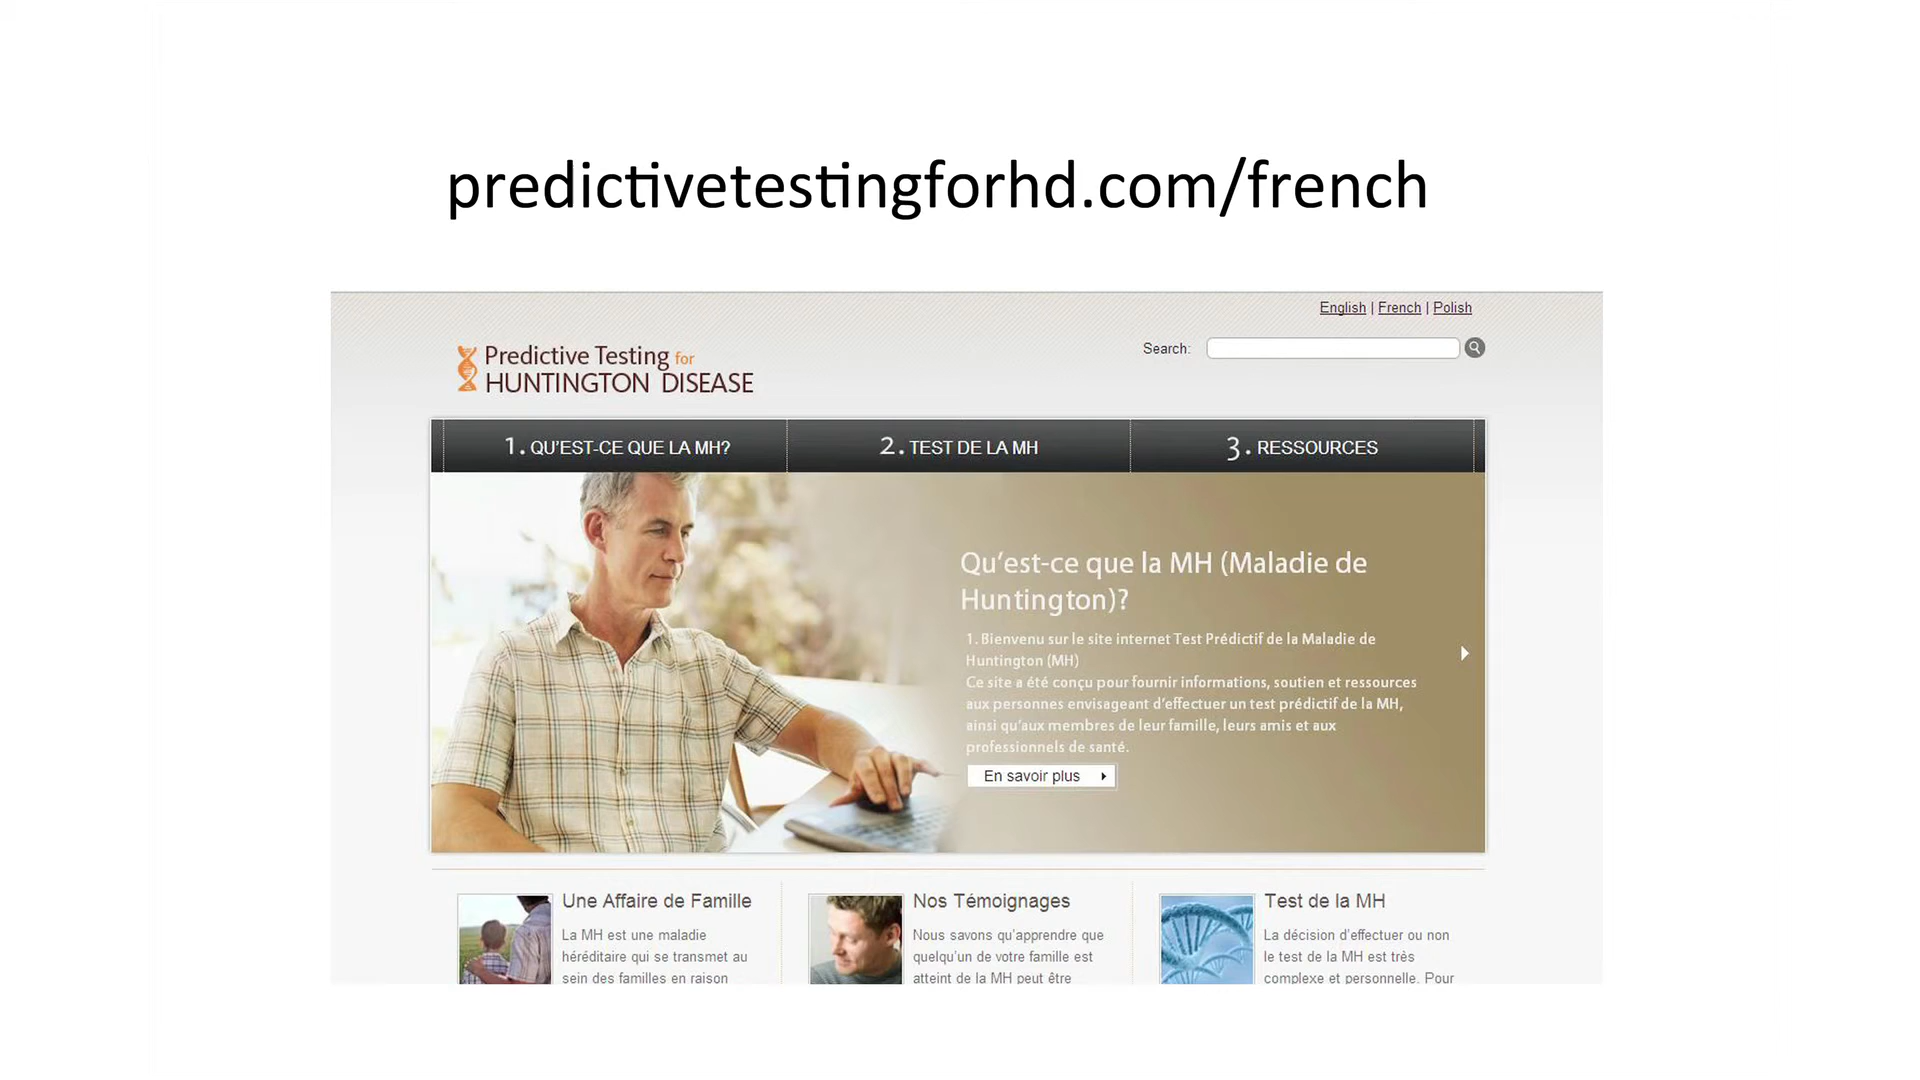 predictivetestingforhd.com/french
English | French | Polish
Search:
Predictive Testing for
HUNTINGTON DISEASE
1. QU'EST-CE QUE LA MH?
2. TEST DE LA MH
3. RESSOURCES
Qu'est-ce que la MH (Maladie de
Huntington)?
1. Bienvenu sur le site internet Test Prédictif de la Maladie de
Huntington (MH)
Ce site a été conçu pour fournir informations, soutien et ressources
aux personnes envisageant d'effectuer un test prédictif de la MH,
ainsi qu'aux membres de leur famille, leurs amis et aux
professionnels de santé.
En savoir plus
Une Affaire de Famille
La MH est une maladie
héréditaire qui se transmet au
sein des familles en raison
Nos Témoignages
Nous savons qu'apprendre que
quelqu'un de votre famille est
atteint de la MH peut être
Test de la MH
La décision d'effectuer ou non
le test de la MH est très
complexe et personnelle. Pour